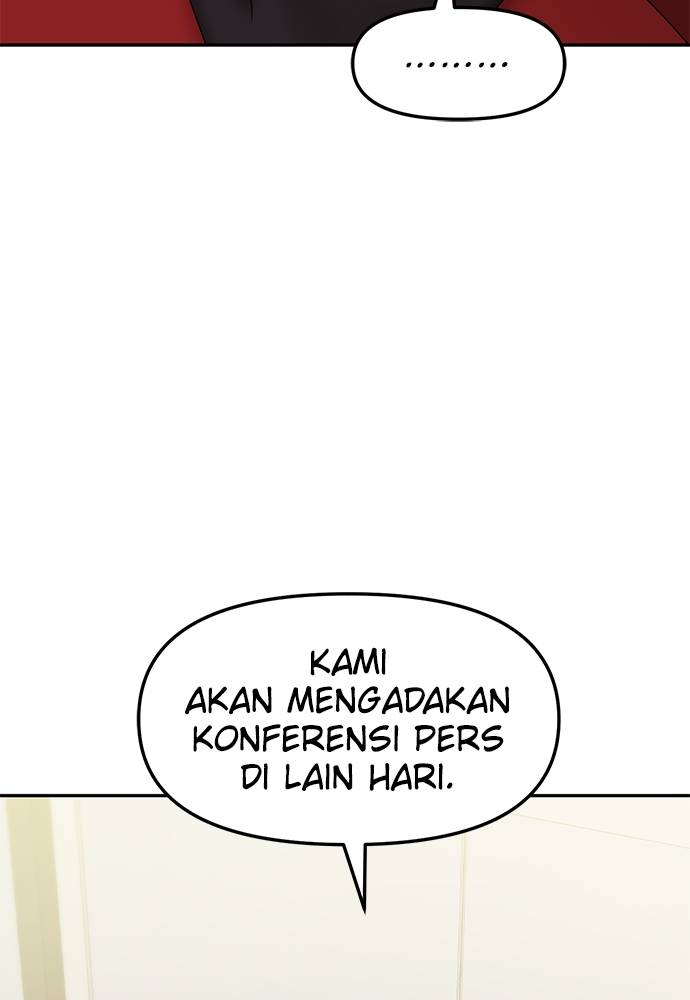 .........
KAMI
AKAN MENGADAKAN
KONFERENSI PERS
DI LAIN HARI.